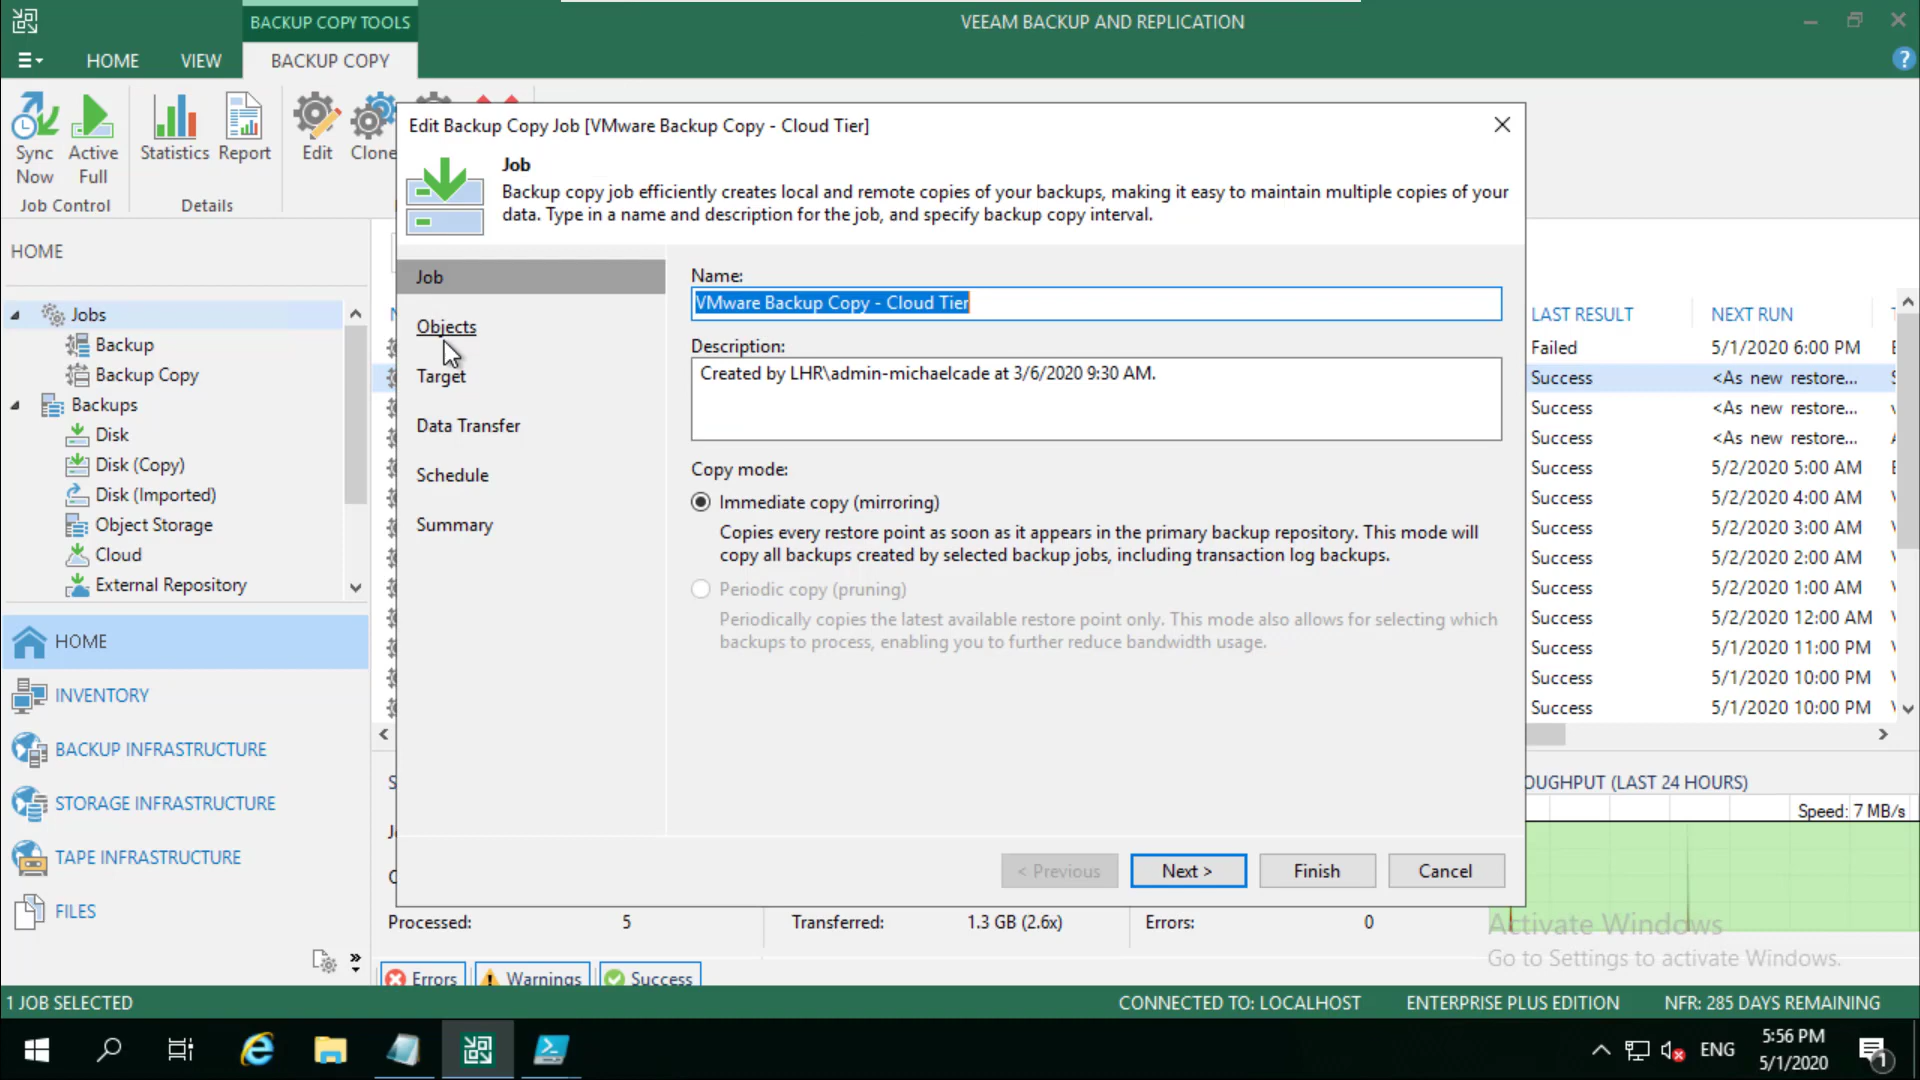 BACKUP COPY TOOLS
VEEAM BACKUP AND REPLICATION
HOME
VIEW
BACKUP COPY
?
Sync Now
Active Full
Statistics
Report
Edit
Clone
Job Control
Details
Edit Backup Copy Job [VMware Backup Copy - Cloud Tier]
Job
Backup copy job efficiently creates local and remote copies of your backups, making it easy to maintain multiple copies of your
data. Type in a name and description for the job, and specify backup copy interval.
Job
Objects
Target
Data Transfer
Schedule
Summary
Name:
VMware Backup Copy - Cloud Tier
Description:
Created by LHR\admin-michaelcade at 3/6/2020 9:30 AM.
Copy mode:
Immediate copy (mirroring)
Copies every restore point as soon as it appears in the primary backup repository. This mode will
copy all backups created by selected backup jobs, including transaction log backups.
Periodic copy (pruning)
Periodically copies the latest available restore point only. This mode also allows for selecting which
backups to process, enabling you to further reduce bandwidth usage.
< Previous
Next >
Finish
Cancel
HOME
Jobs
Backup
Backup Copy
Backups
Disk
Disk (Copy)
Disk (Imported)
Object Storage
Cloud
External Repository
HOME
INVENTORY
BACKUP INFRASTRUCTURE
STORAGE INFRASTRUCTURE
TAPE INFRASTRUCTURE
FILES
LAST RESULT NEXT RUN
Failed 5/1/2020 6:00 PM
Success <As new restore...
Success <As new restore...
Success <As new restore...
Success 5/2/2020 5:00 AM
Success 5/2/2020 4:00 AM
Success 5/2/2020 3:00 AM
Success 5/2/2020 2:00 AM
Success 5/2/2020 1:00 AM
Success 5/2/2020 12:00 AM
Success 5/1/2020 11:00 PM
Success 5/1/2020 10:00 PM
Success 5/1/2020 10:00 PM
(LAST 24 HOURS)
Speed: 7 MB/s
Processed: 5 Transferred: 1.3 GB (2.6x) Errors: 0
Errors
Warnings
Success
Activate Windows
Go to Settings to activate Windows.
1 JOB SELECTED
CONNECTED TO: LOCALHOST ENTERPRISE PLUS EDITION NFR: 285 DAYS REMAINING
ENG
5:56 PM
5/1/2020
1